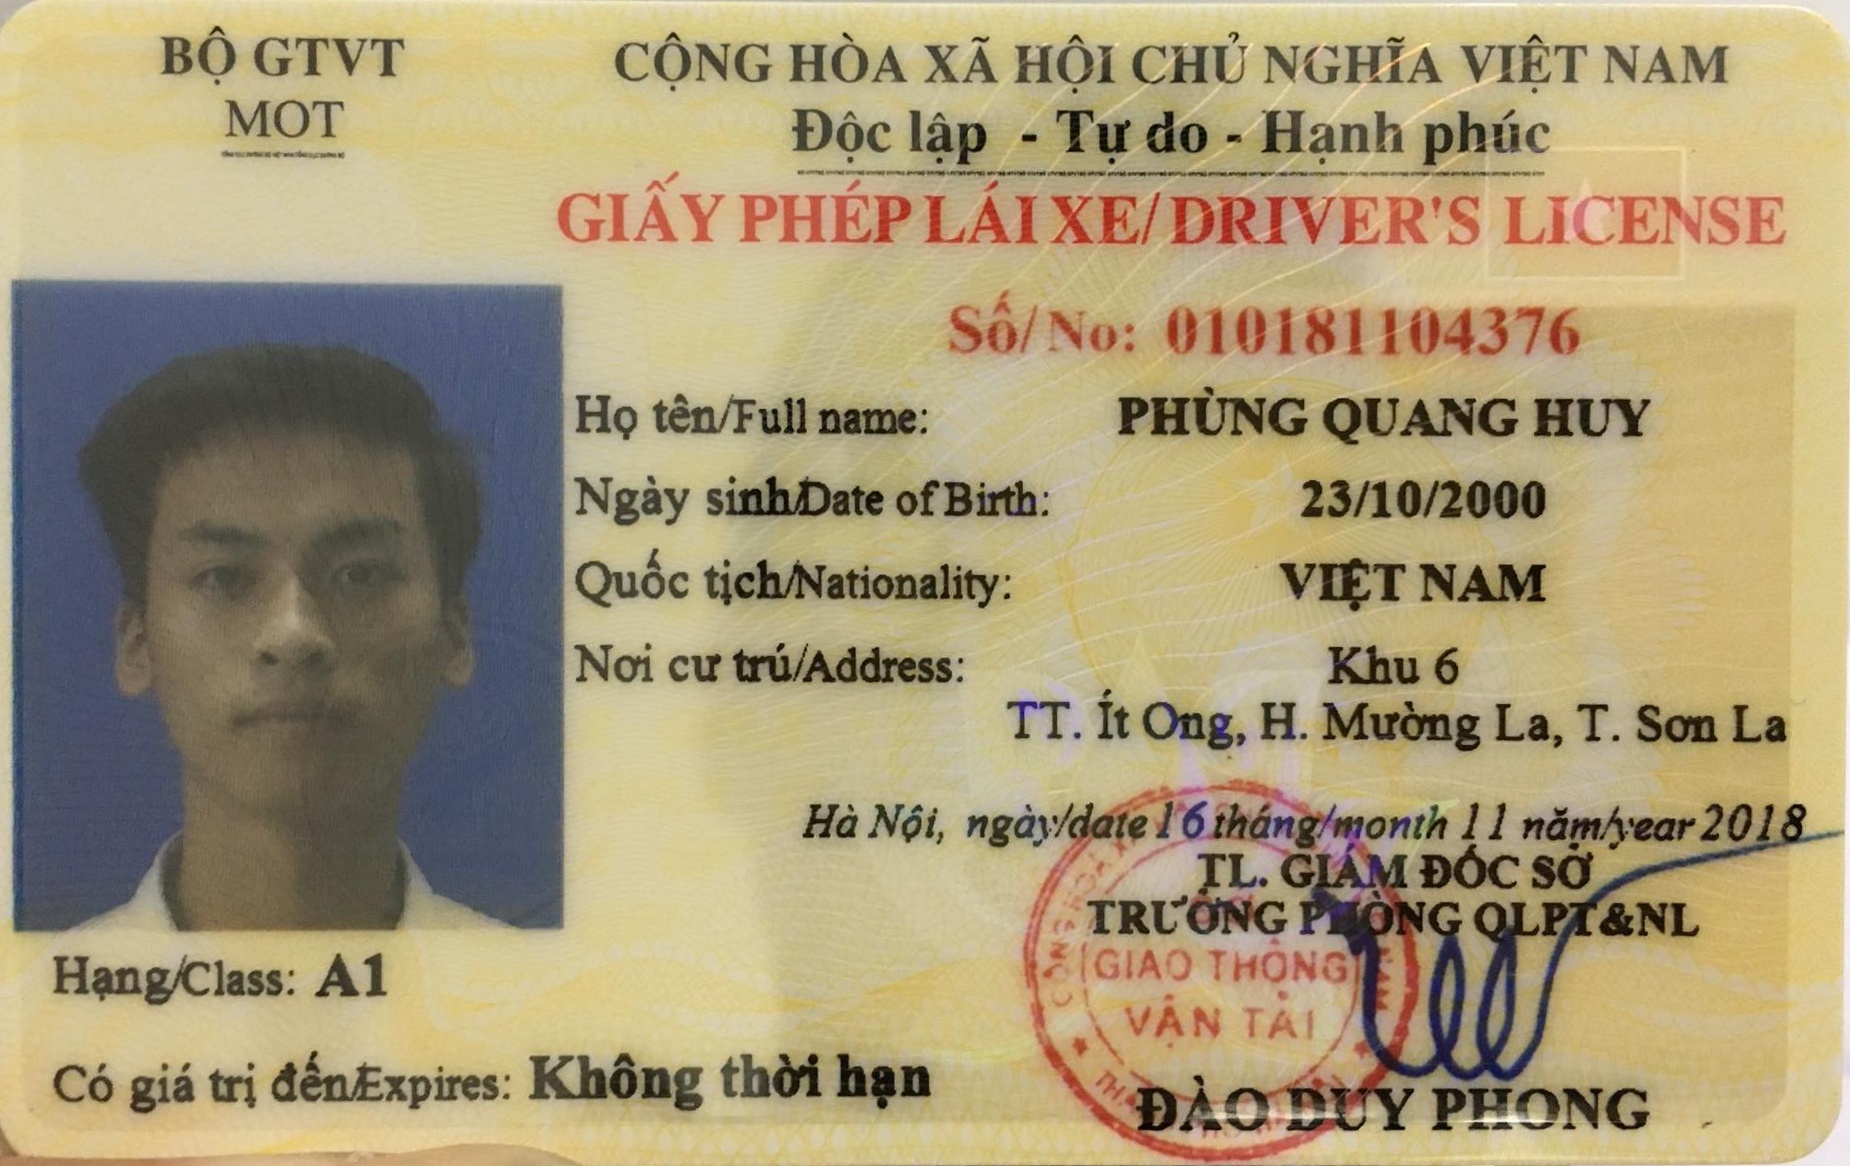 BỘ GTVT
MOT
CỘNG HÒA XÃ HỘI CHỦ NGHĨA VIỆT NAM
Độc lập - Tự do - Hạnh phúc
GIẤY PHÉP LÁI XE/DRIVER'S LICENSE
Số/No: 010181104376
Họ tên/Full name: PHÙNG QUANG HUY
Ngày sinh/Date of Birth: 23/10/2000
Quốc tịch/Nationality: VIỆT NAM
Nơi cư trú/Address: Khu 6
TT. Ít Ong, H. Mường La, T. Sơn La
Hà Nội, ngày/date 16 tháng/month 11 năm/year 2018
TL. GIÁM ĐỐC SỞ
TRƯỞNG PHÒNG QLPT&NL
GIAO THÔNG
VẬN TẢI
ĐÀO DUY PHONG
Hạng/Class: A1
Có giá trị đến/Expires: Không thời hạn